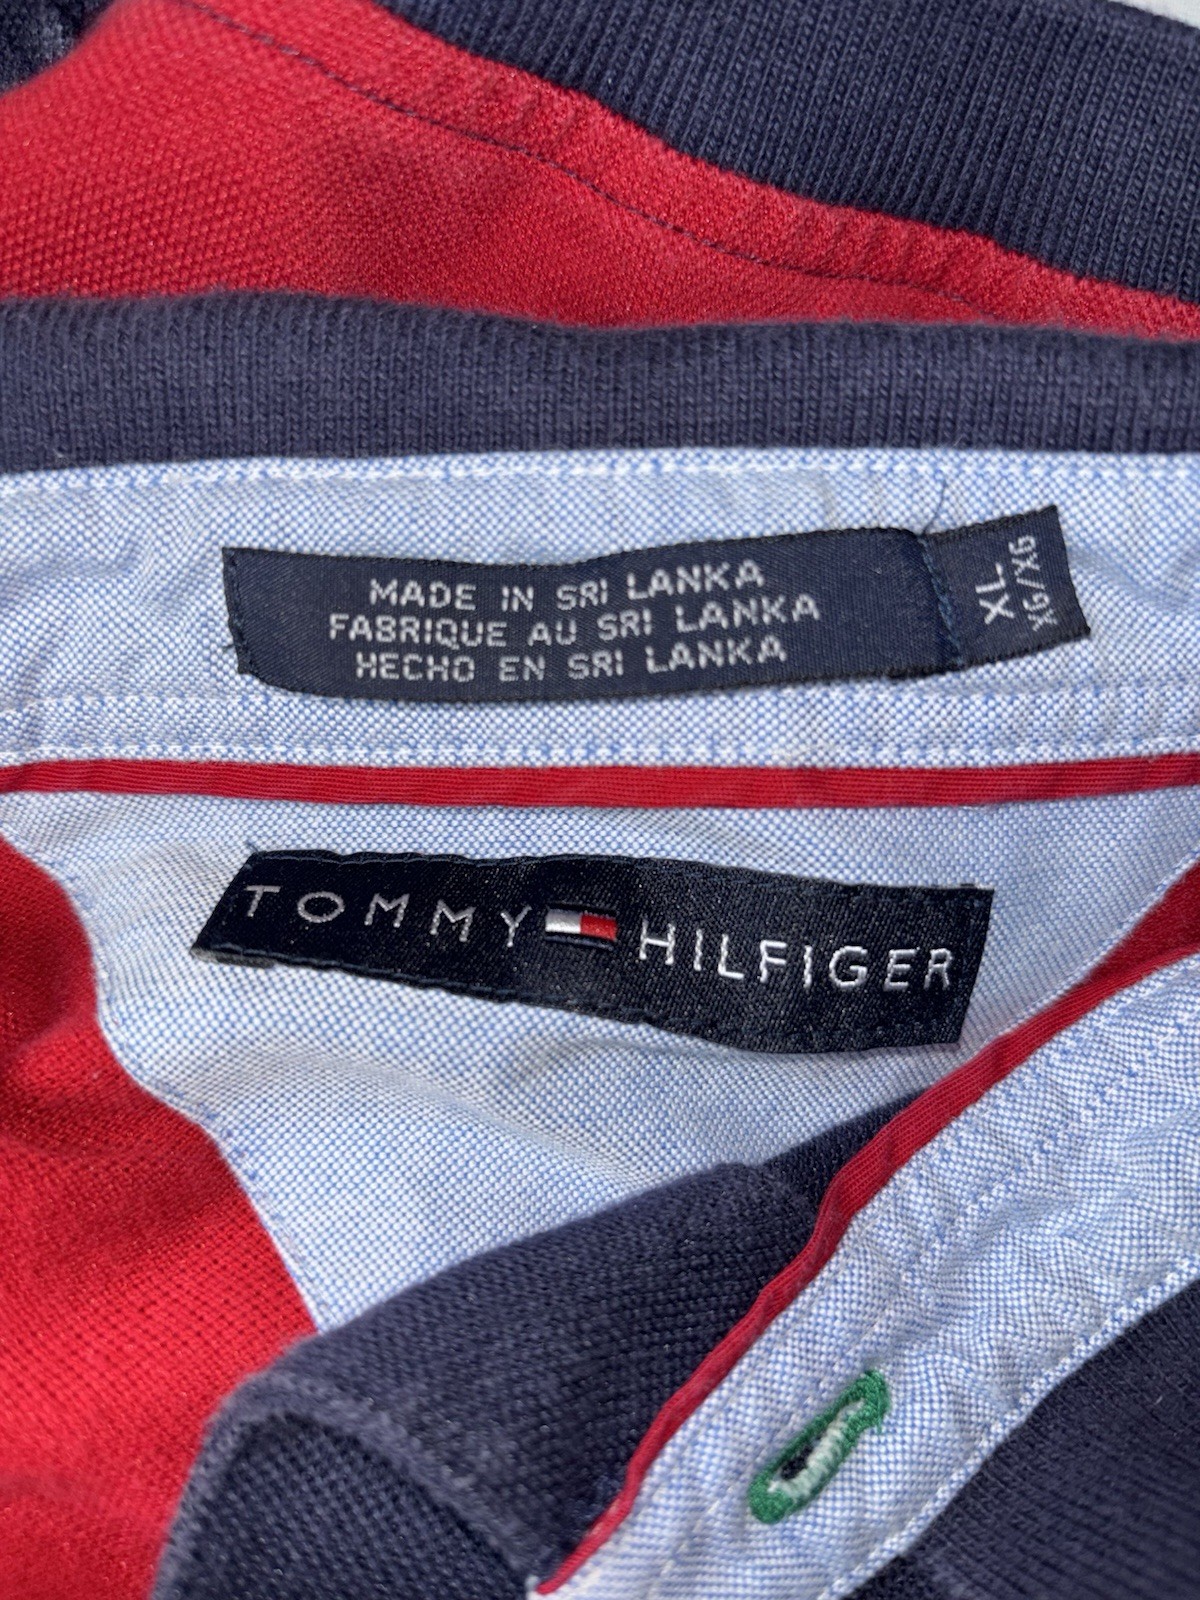 MADE IN SRI LANKA
FABRIQUE AU SRI LANKA
HECHO EN SRI LANKA
XL
XG/XG
TOMMY HILFIGER